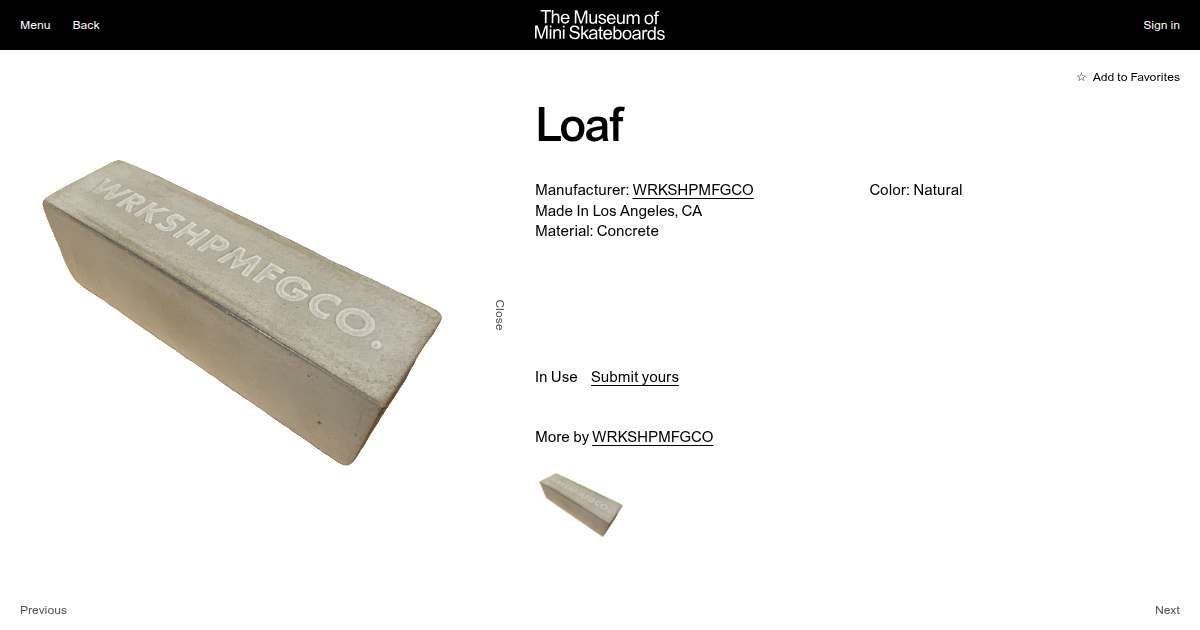 Menu
Back
The Museum of
Mini Skateboards
Sign in
☆ Add to Favorites
Loaf
WRKSHPMFGCO.
Manufacturer: WRKSHPMFGCO
Made In Los Angeles, CA
Material: Concrete
Color: Natural
Close
In Use Submit yours
More by WRKSHPMFGCO
Previous
Next